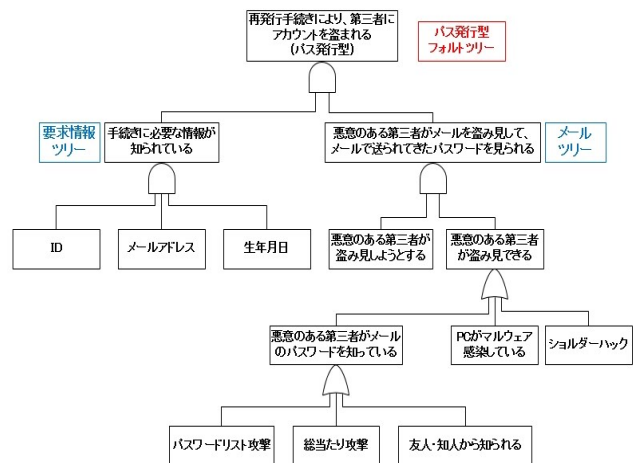 再発行手続きにより、第三者に
アカウントを盗まれる
(パス発行型)
パス発行型
フォルトツリー
要求情報
ツリー
手続きに必要な情報が
知られている
悪意のある第三者がメールを盗み見して、
メールで送られてきたパスワードを見られる
メール
ツリー
ID
メールアドレス
生年月日
悪意のある第三者が
盗み見しようとする
悪意のある第三者
が盗み見できる
悪意のある第三者がメール
のパスワードを知っている
PCがマルウェア
感染している
ショルダーハック
パスワードリスト攻撃
総当たり攻撃
友人・知人から知られる